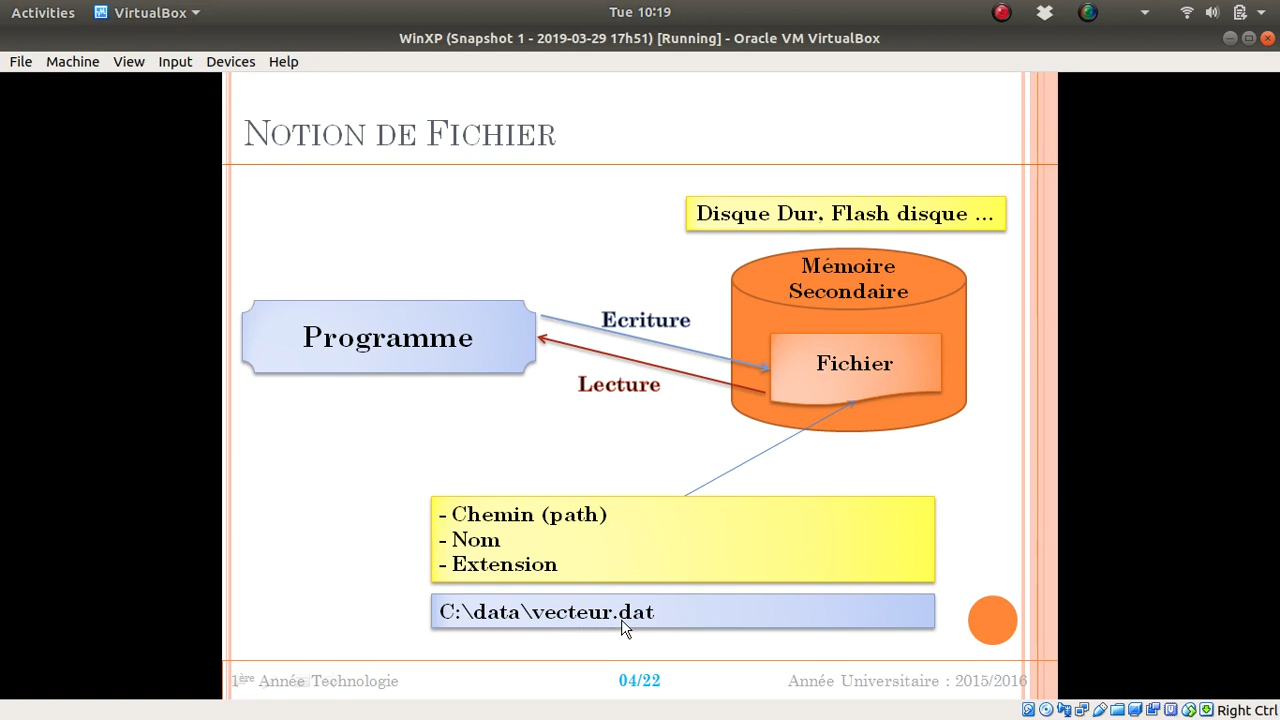 Activities VirtualBox Tue 10:19
WinXP (Snapshot 1 - 2019-03-29 17h51) [Running] - Oracle VM VirtualBox
File Machine View Input Devices Help
NOTION DE FICHIER
Disque Dur, Flash disque ...
Mémoire
Secondaire
Programme
Ecriture
Lecture
Fichier
- Chemin (path)
- Nom
- Extension
C:\data\vecteur.dat
1ère Année Technologie 04/22 Année Universitaire : 2015/2016
Right Ctrl